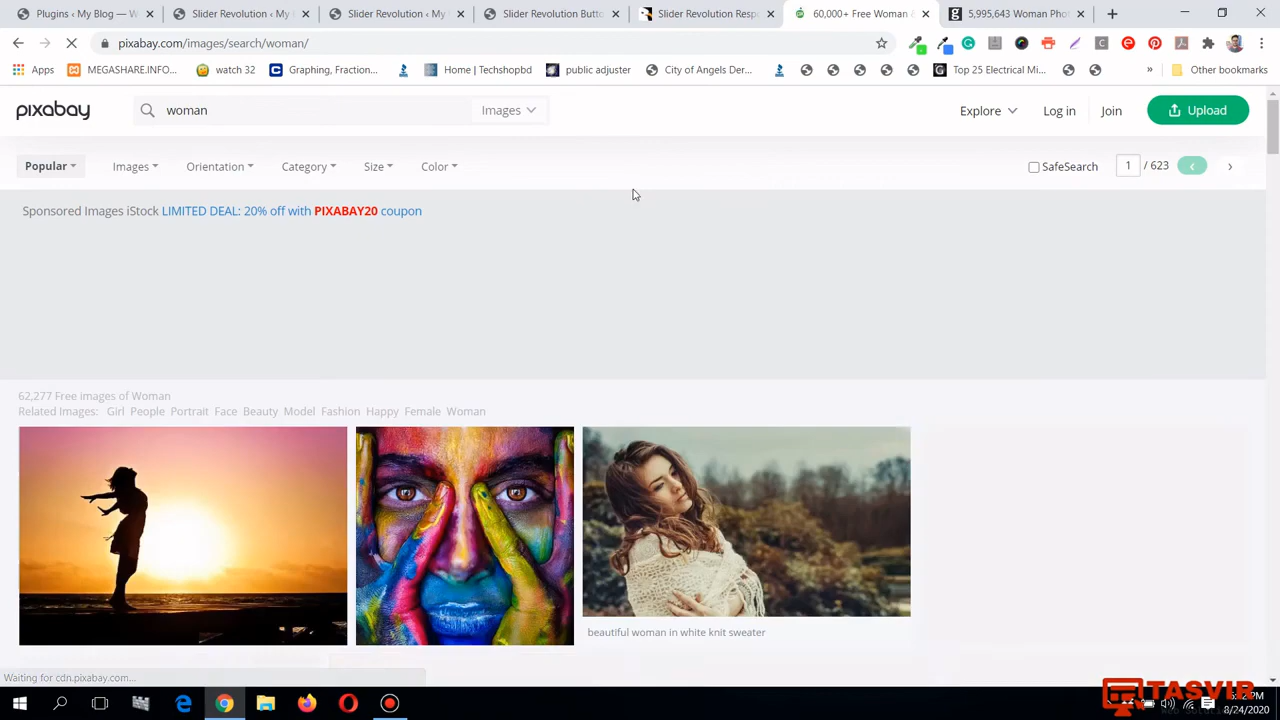 Plugins ‹ My Blog — W
Slider Revolution ‹ My
Slider Revolution ‹ My
Slider Revolution Butto
Slider Revolution Resp
60,000+ Free Woman &
5,995,643 Woman Pho
pixabay.com/images/search/woman/
Apps
MEGASHARE.INFO...
watch 32
Graphing, Fraction...
Home | Techshopbd
public adjuster
City of Angels Der...
Top 25 Electrical Mi...
»
Other bookmarks
pixabay
woman
Images
Explore
Log in
Join
Upload
Popular
Images
Orientation
Category
Size
Color
SafeSearch
1
/ 623
Sponsored Images iStock LIMITED DEAL: 20% off with PIXABAY20 coupon
62,277 Free images of Woman
Related Images: Girl People Portrait Face Beauty Model Fashion Happy Female Woman
beautiful woman in white knit sweater
Waiting for cdn.pixabay.com...
TASVIR
8/24/2020